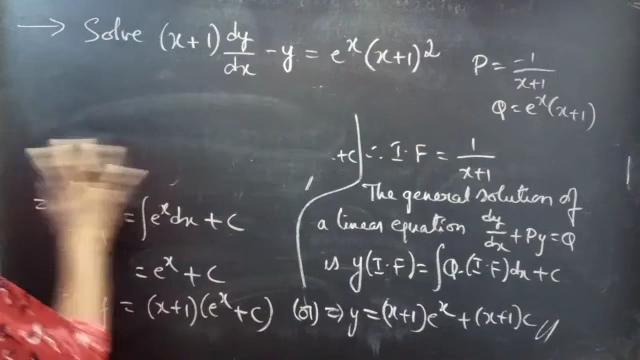 → Solve (x+1) dy/dx - y = e^x (x+1)^2
P = -1/(x+1)
Q = e^x (x+1)
= ∫e^x dx + C
= e^x + C
= (x+1)(e^x + C) (or) ⇒ y = (x+1)e^x + (x+1)C //
+C ∴ I.F = 1/(x+1)
The general solution of
a linear equation dy/dx + Py = Q
is y(I.F) = ∫Q.(I.F)dx + C